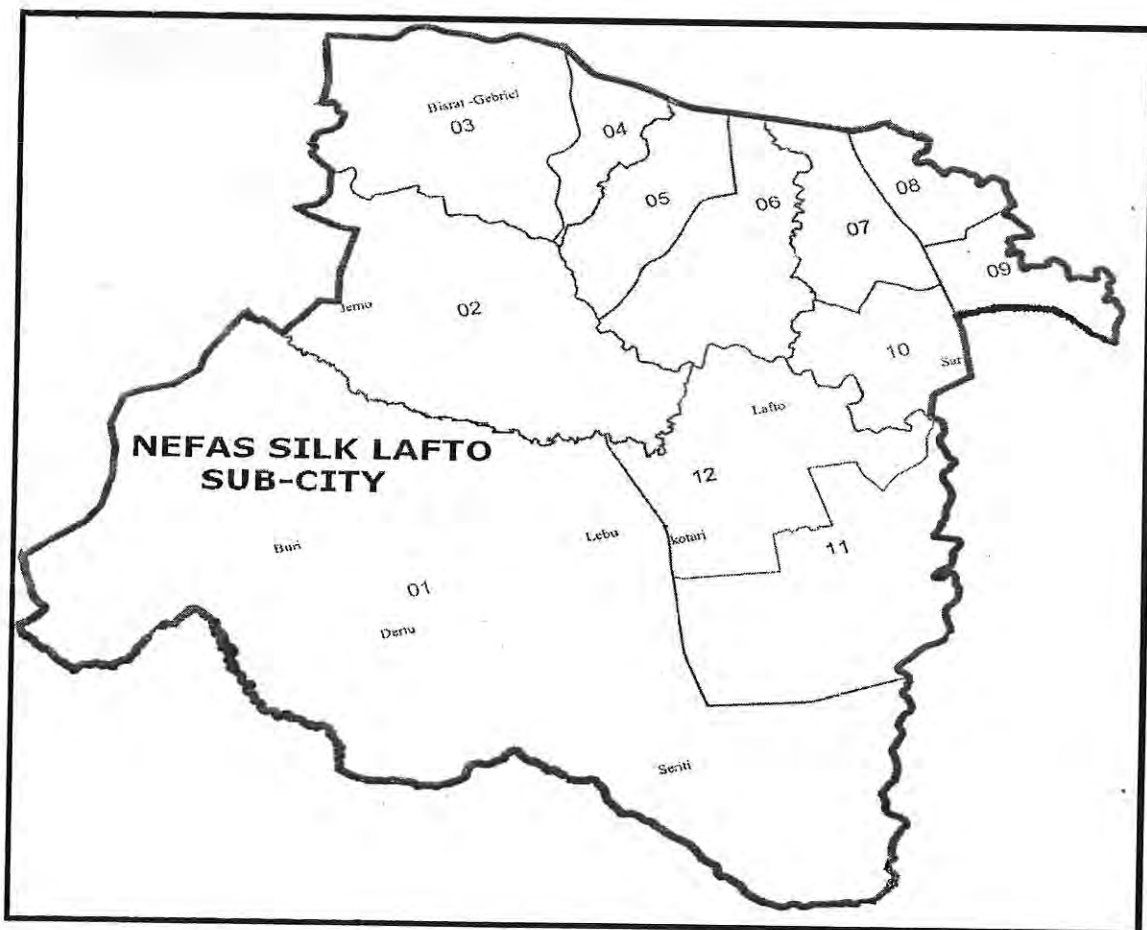 Bisrat -Gebriel
03
04
05
06
07
08
09
02
Jemo
10
Sar
Lafto
NEFAS SILK LAFTO
SUB-CITY
12
Lebu
kotari
11
Buri
01
Seriti